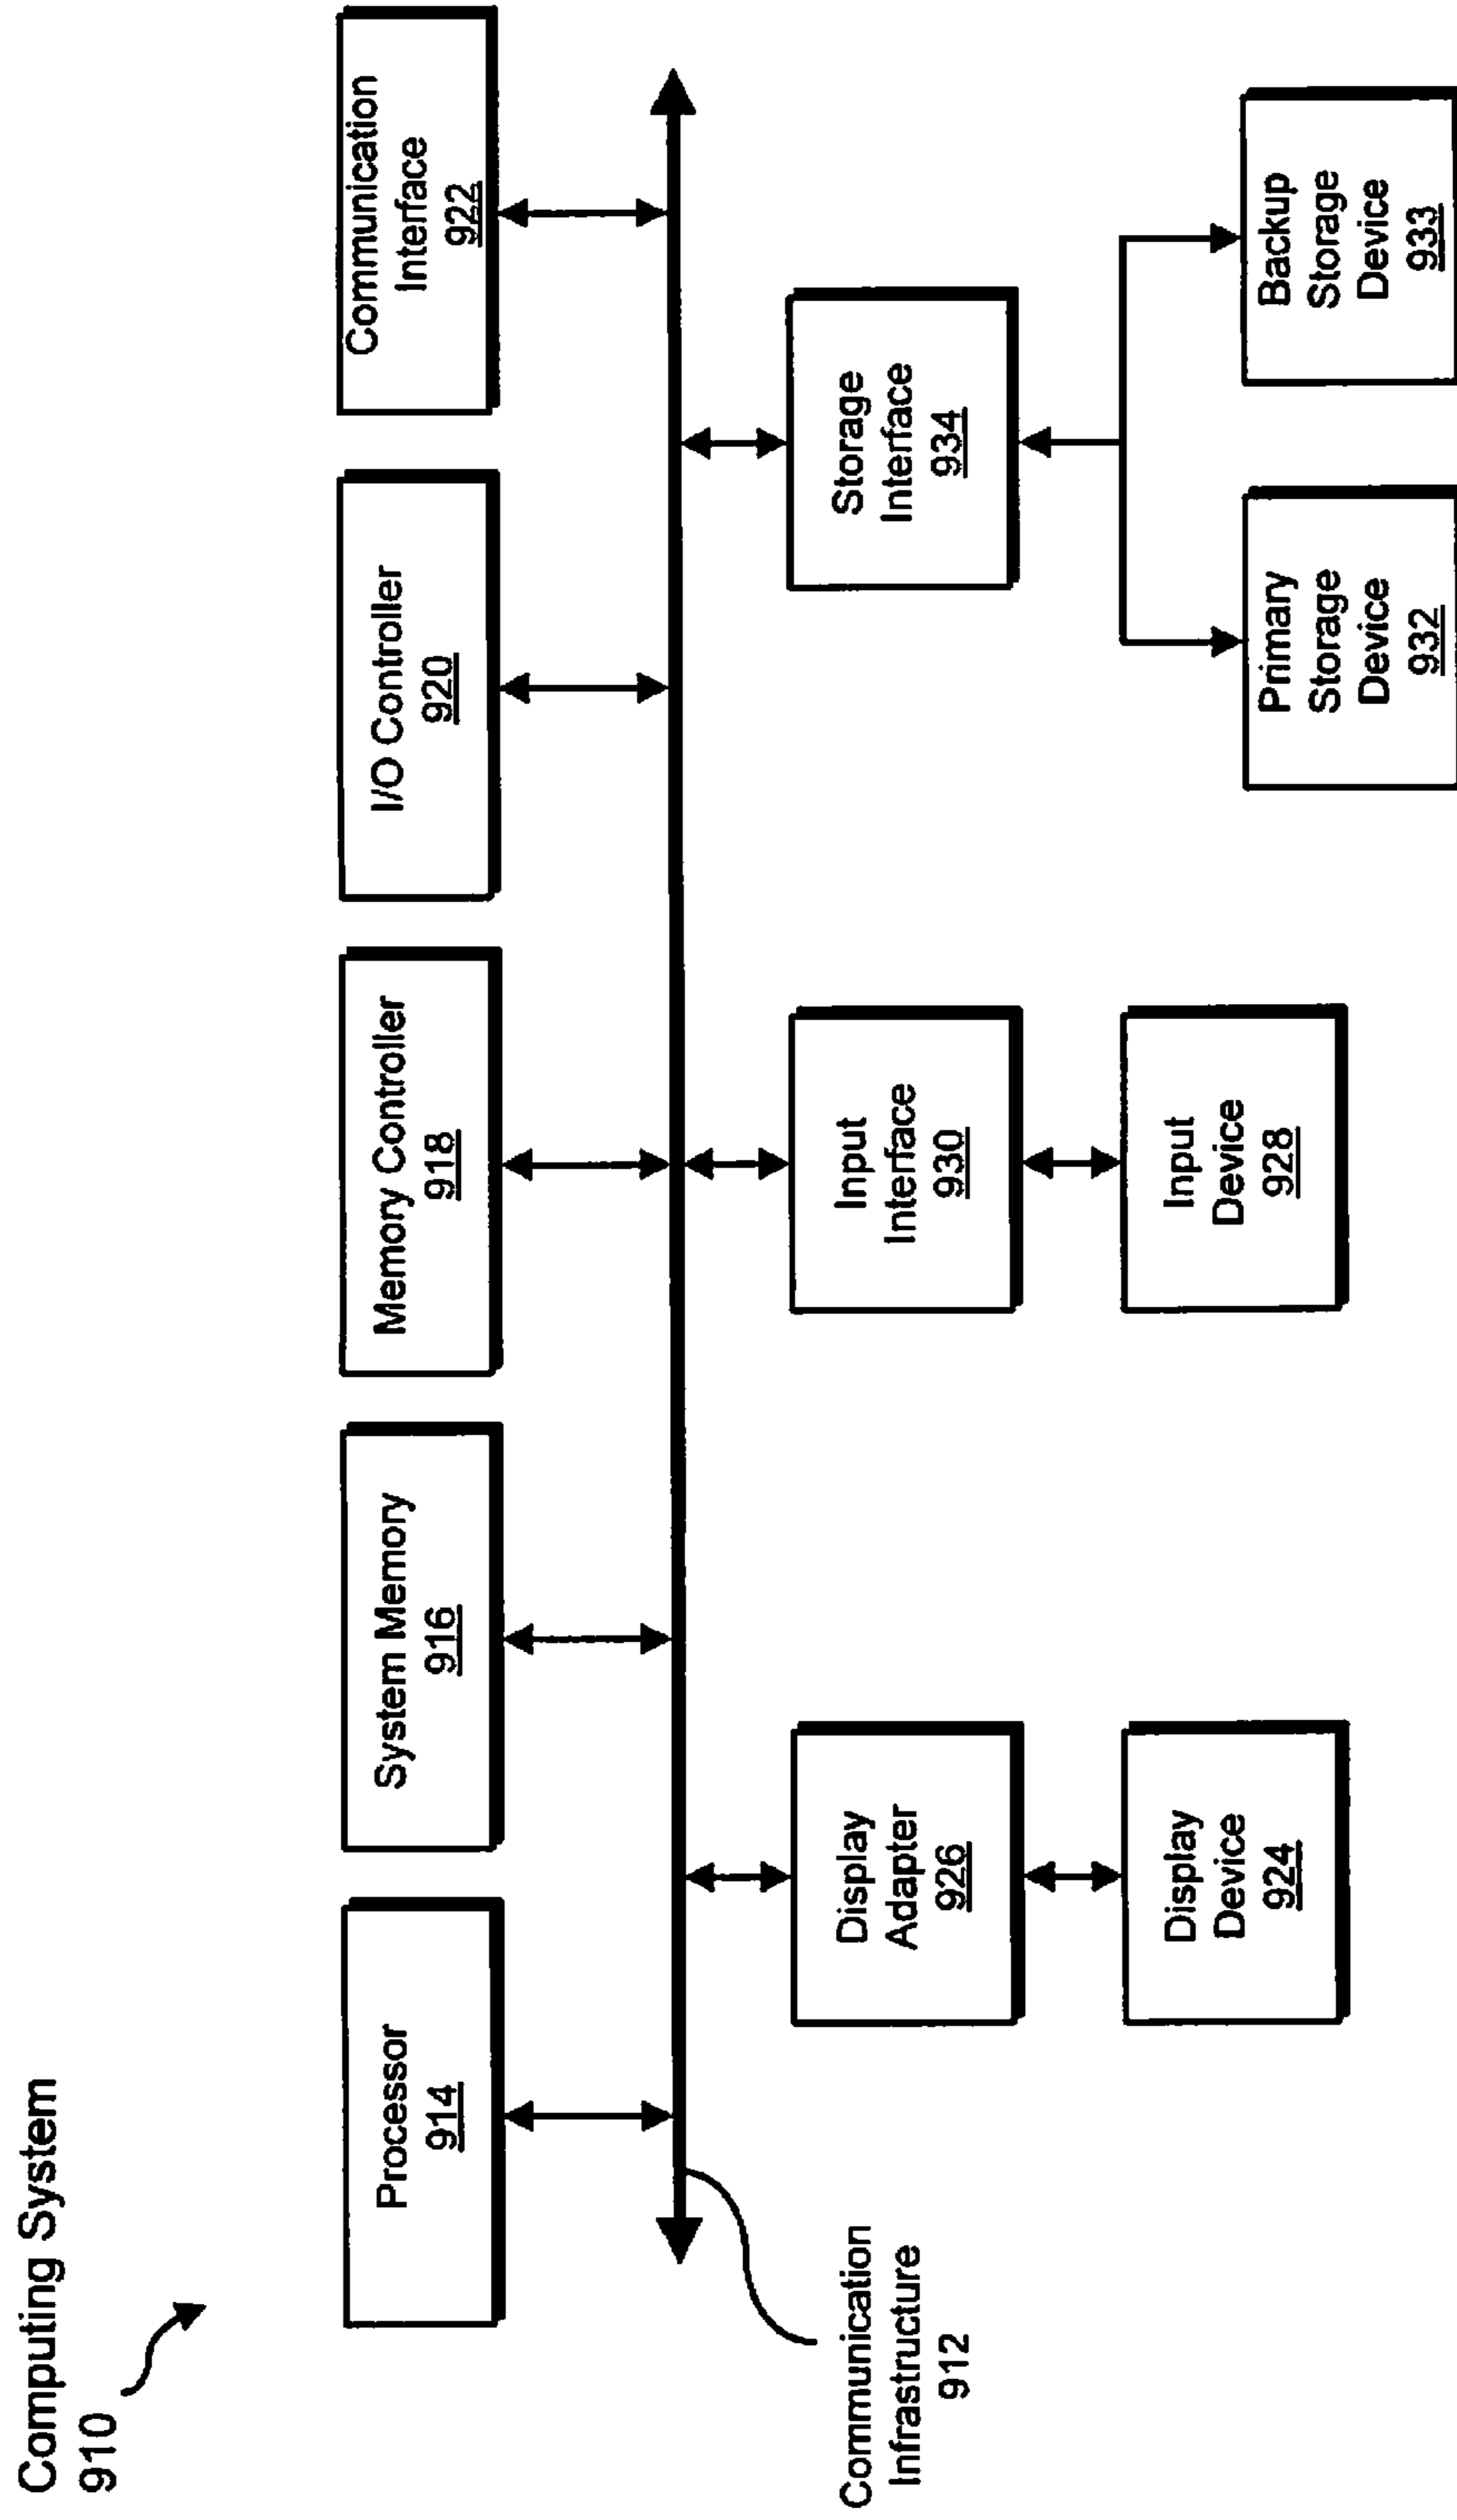 Computing System
910
Processor
914
System Memory
916
Memory Controller
918
I/O Controller
920
Communication
Interface
922
Communication
Infrastructure
912
Display
Adapter
926
Input
Interface
930
Storage
Interface
934
Display
Device
924
Input
Device
928
Primary
Storage
Device
932
Backup
Storage
Device
933